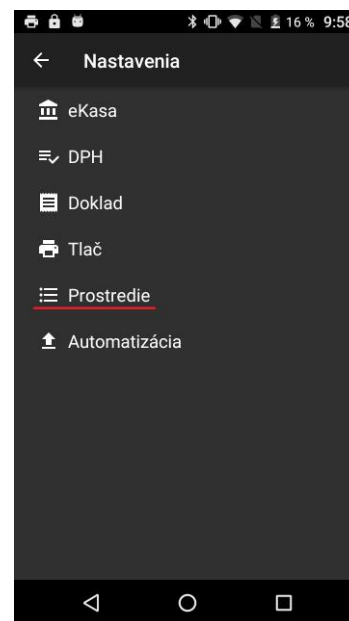 16 % 9:58
Nastavenia
eKasa
DPH
Doklad
Tlač
Prostredie
Automatizácia